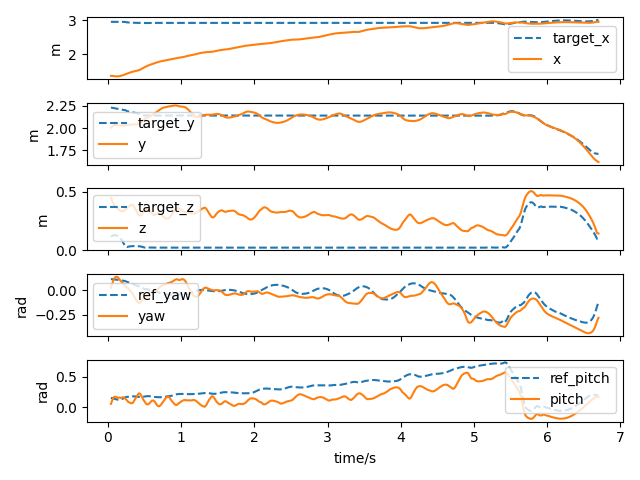 3
2
m
target_x
x
2.25
2.00
1.75
m
target_y
y
0.5
0.0
m
target_z
z
0.00
−0.25
rad
ref_yaw
yaw
0.5
0.0
rad
ref_pitch
pitch
0 1 2 3 4 5 6 7
time/s